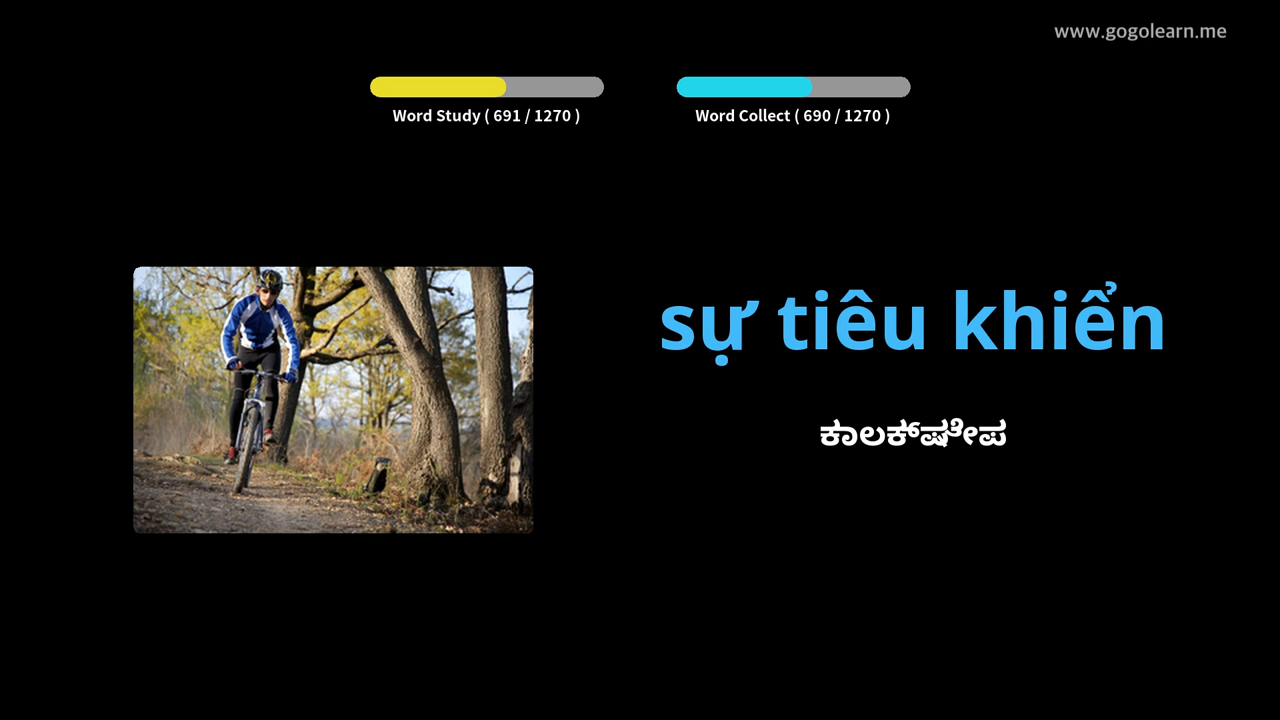 www.gogolearn.me
Word Study ( 691 / 1270 )
Word Collect ( 690 / 1270 )
sự tiêu khiển
ಕಾಲಕ್‌ಷೇಪ